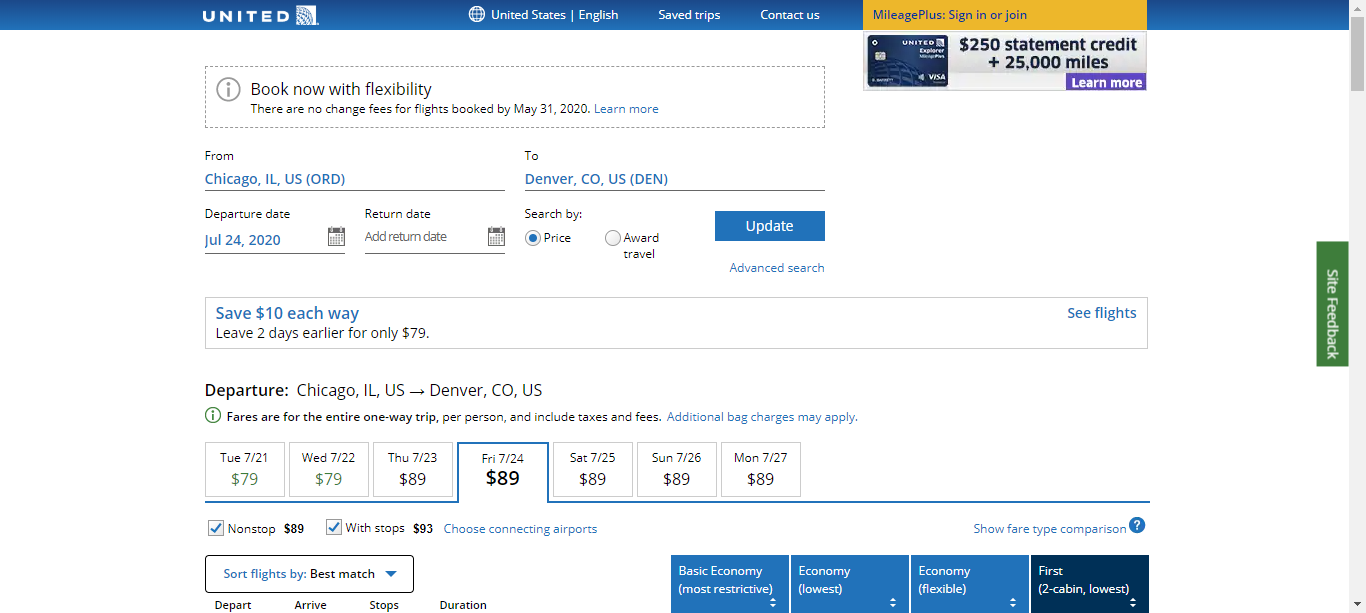 UNITED
United States | English
Saved trips
Contact us
MileagePlus: Sign in or join
UNITED
Explorer
MileagePlus
VISA
$250 statement credit
+ 25,000 miles
Learn more
Book now with flexibility
There are no change fees for flights booked by May 31, 2020. Learn more
From
To
Chicago, IL, US (ORD)
Denver, CO, US (DEN)
Departure date
Return date
Search by:
Jul 24, 2020
Add return date
Price
Award
travel
Update
Advanced search
Site Feedback
Save $10 each way
See flights
Leave 2 days earlier for only $79.
Departure: Chicago, IL, US → Denver, CO, US
Fares are for the entire one-way trip, per person, and include taxes and fees. Additional bag charges may apply.
Tue 7/21
$79
Wed 7/22
$79
Thu 7/23
$89
Fri 7/24
$89
Sat 7/25
$89
Sun 7/26
$89
Mon 7/27
$89
Nonstop $89
With stops $93
Choose connecting airports
Show fare type comparison ?
Sort flights by: Best match
Basic Economy
(most restrictive)
Economy
(lowest)
Economy
(flexible)
First
(2-cabin, lowest)
Depart
Arrive
Stops
Duration